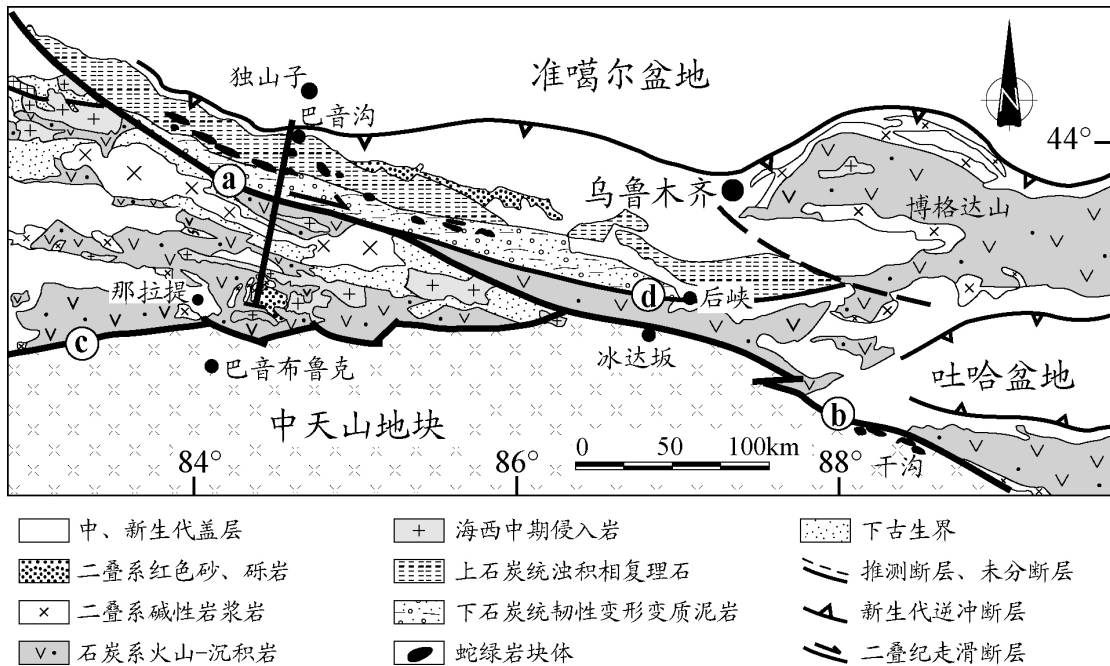 准噶尔盆地
独山子
N
巴音沟
44°
a
乌鲁木齐
博格达山
那拉提
d
后峡
c
冰达坂
巴音布鲁克
吐哈盆地
中天山地块
b
0 50 100km
84°
86°
88°
干沟
中、新生代盖层
海西中期侵入岩
下古生界
二叠系红色砂、砾岩
上石炭统浊积相复理石
推测断层、未分断层
二叠系碱性岩浆岩
下石炭统韧性变形变质泥岩
新生代逆冲断层
石炭系火山-沉积岩
蛇绿岩块体
二叠纪走滑断层